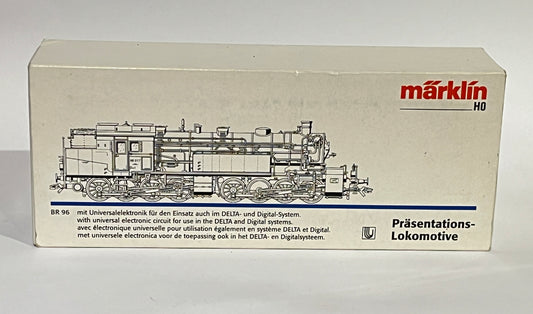 märklin
HO
BR 96
mit Universalelektronik für den Einsatz auch im DELTA- und Digital-System.
with universal electronic circuit for use in the DELTA and Digital systems.
avec électronique universelle pour utilisation également en système DELTA et Digital.
met universele electronica voor de toepassing ook in het DELTA- en Digitalsysteem.
U
Präsentations-
Lokomotive